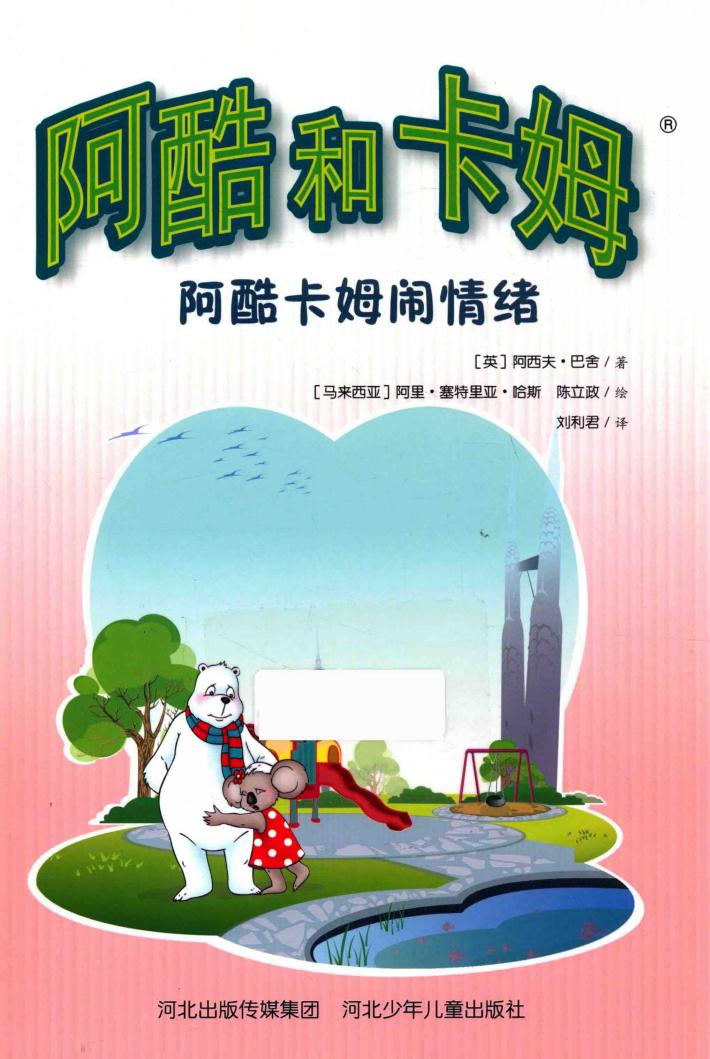 阿酷和卡姆®
阿酷卡姆闹情绪
[英]阿西夫·巴舍/著
[马来西亚]阿里·塞特里亚·哈斯 陈立政/绘
刘利君/译
河北出版传媒集团 河北少年儿童出版社